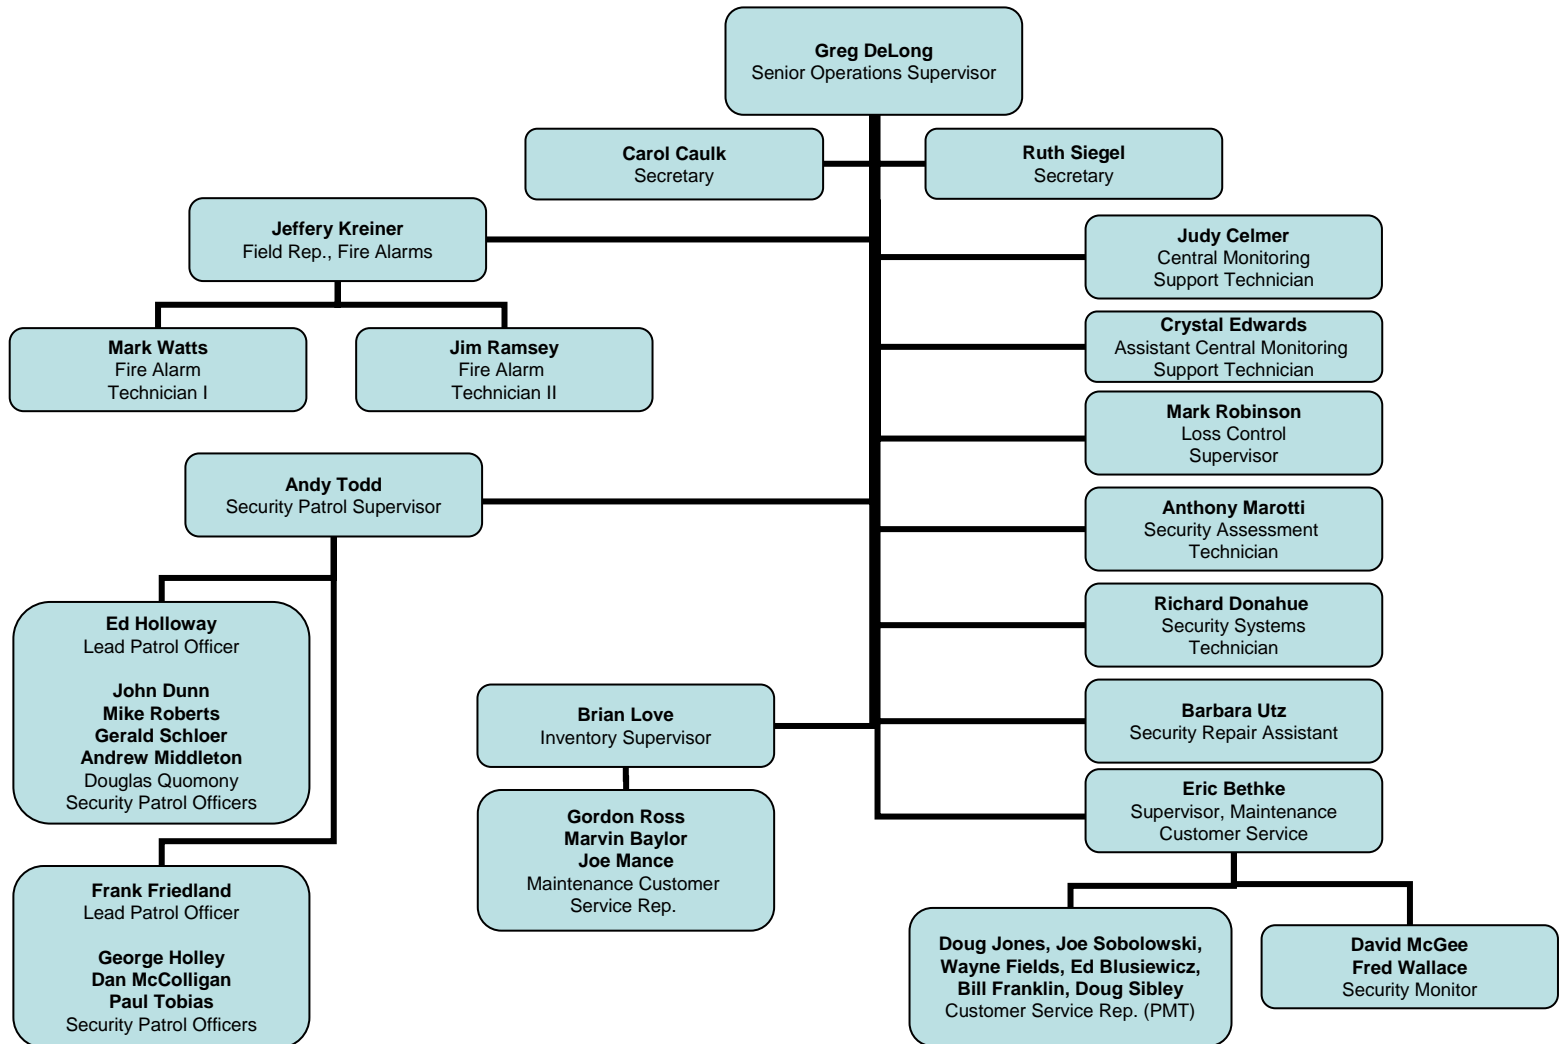 Greg DeLong
Senior Operations Supervisor
Carol Caulk
Secretary
Ruth Siegel
Secretary
Jeffery Kreiner
Field Rep., Fire Alarms
Mark Watts
Fire Alarm
Technician I
Jim Ramsey
Fire Alarm
Technician II
Judy Celmer
Central Monitoring
Support Technician
Crystal Edwards
Assistant Central Monitoring
Support Technician
Mark Robinson
Loss Control
Supervisor
Anthony Marotti
Security Assessment
Technician
Richard Donahue
Security Systems
Technician
Barbara Utz
Security Repair Assistant
Eric Bethke
Supervisor, Maintenance
Customer Service
Andy Todd
Security Patrol Supervisor
Ed Holloway
Lead Patrol Officer
John Dunn
Mike Roberts
Gerald Schloer
Andrew Middleton
Douglas Quomony
Security Patrol Officers
Frank Friedland
Lead Patrol Officer
George Holley
Dan McColligan
Paul Tobias
Security Patrol Officers
Brian Love
Inventory Supervisor
Gordon Ross
Marvin Baylor
Joe Mance
Maintenance Customer
Service Rep.
Doug Jones, Joe Sobolowski,
Wayne Fields, Ed Blusiewicz,
Bill Franklin, Doug Sibley
Customer Service Rep. (PMT)
David McGee
Fred Wallace
Security Monitor